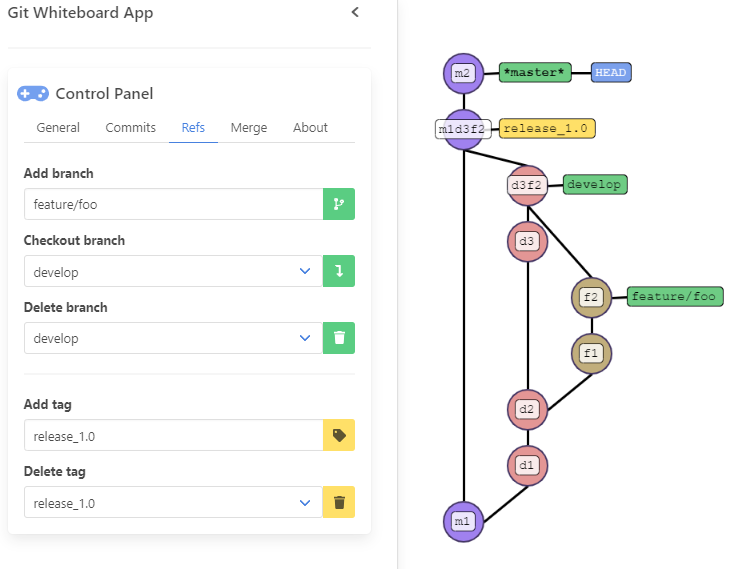 Git Whiteboard App
Control Panel
General Commits Refs Merge About
Add branch
feature/foo
Checkout branch
develop
Delete branch
develop
Add tag
release_1.0
Delete tag
release_1.0
m2 *master* HEAD
m1d3f2 release_1.0
d3f2 develop
d3
f2 feature/foo
f1
d2
d1
m1